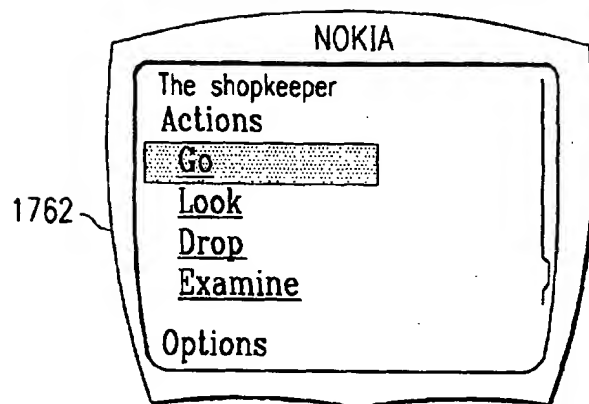 NOKIA
The shopkeeper
Actions
Go
Look
Drop
Examine
1762
Options